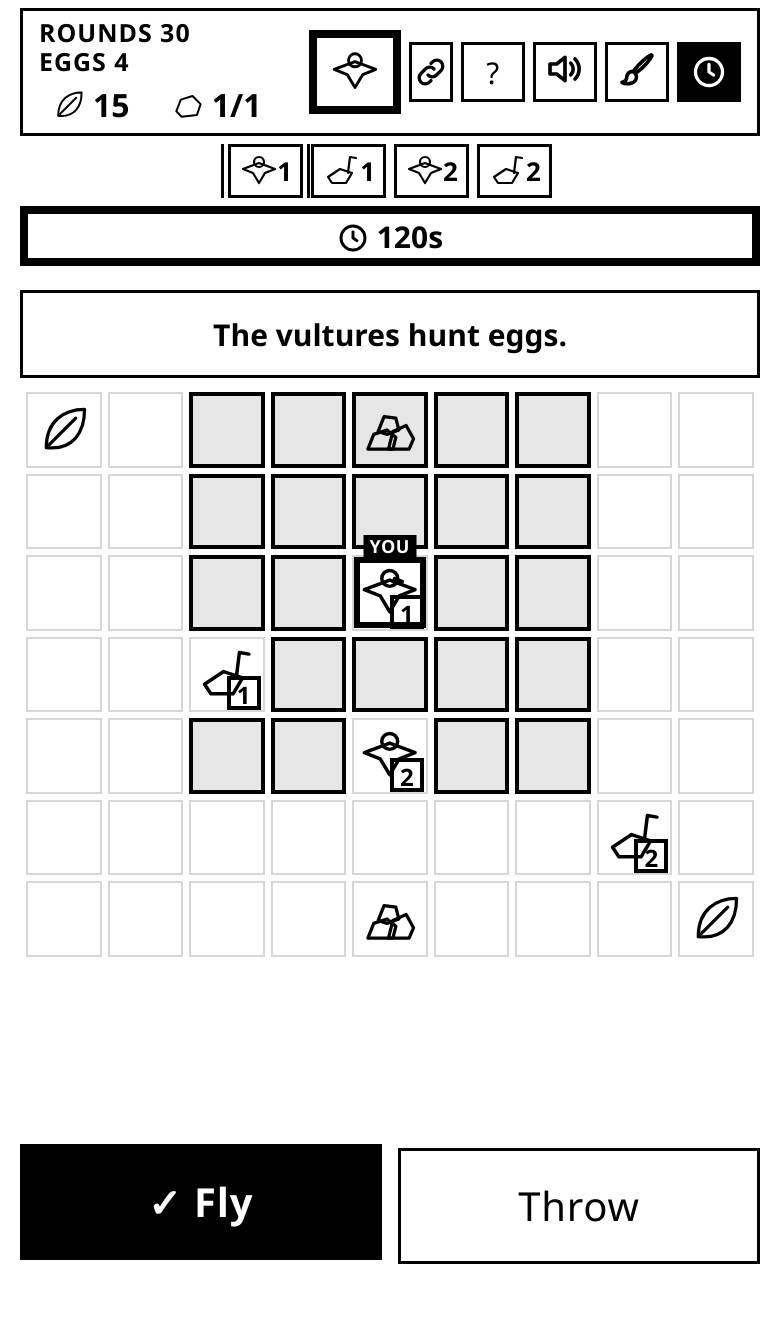 ROUNDS 30
EGGS 4
15 1/1
?
1 1 2 2
120s
The vultures hunt eggs.
YOU
1
1
2
2
✓ Fly
Throw